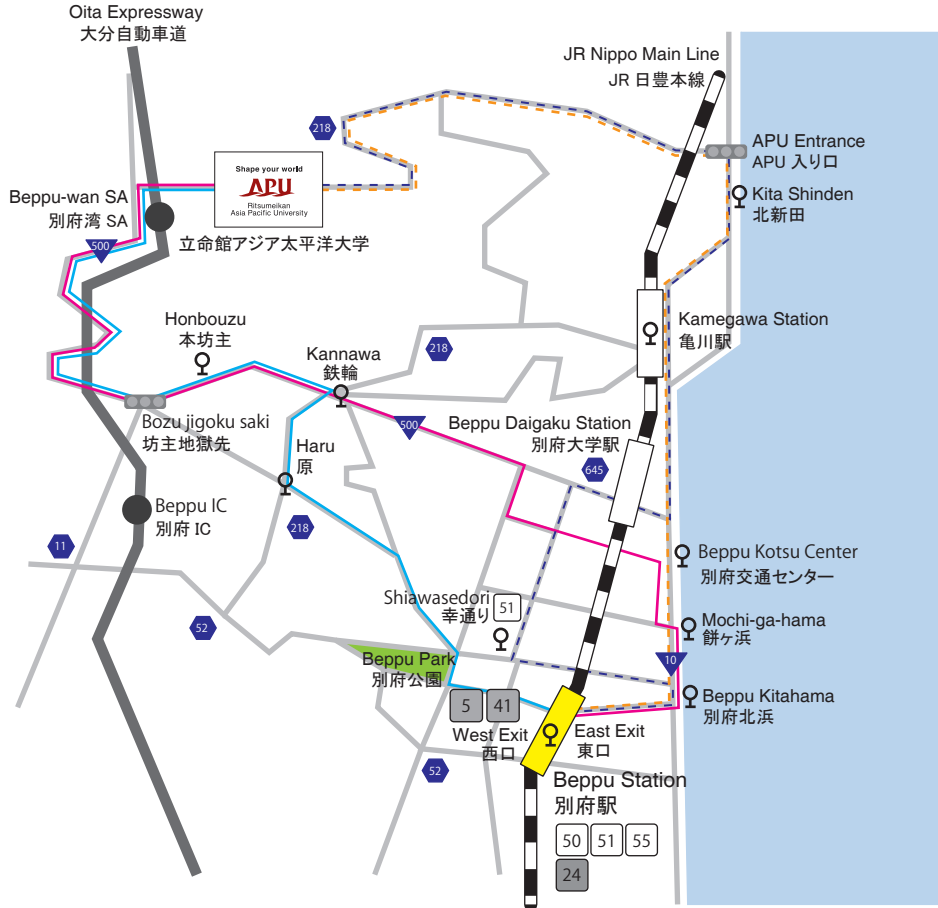 Oita Expressway
大分自動車道
JR Nippo Main Line
JR 日豊本線
218
APU Entrance
APU 入り口
Shape your world
APU
Ritsumeikan
Asia Pacific University
Beppu-wan SA
別府湾 SA
Kita Shinden
北新田
500
立命館アジア太平洋大学
Honbouzu
本坊主
Kamegawa Station
亀川駅
Kannawa
鉄輪
218
Bozu jigoku saki
坊主地獄先
500
Beppu Daigaku Station
別府大学駅
Haru
原
645
Beppu IC
別府 IC
218
11
Beppu Kotsu Center
別府交通センター
Shiawasedori
幸通り
51
52
Mochi-ga-hama
餅ヶ浜
Beppu Park
別府公園
10
5
41
Beppu Kitahama
別府北浜
West Exit
西口
East Exit
東口
52
Beppu Station
別府駅
50
51
55
24